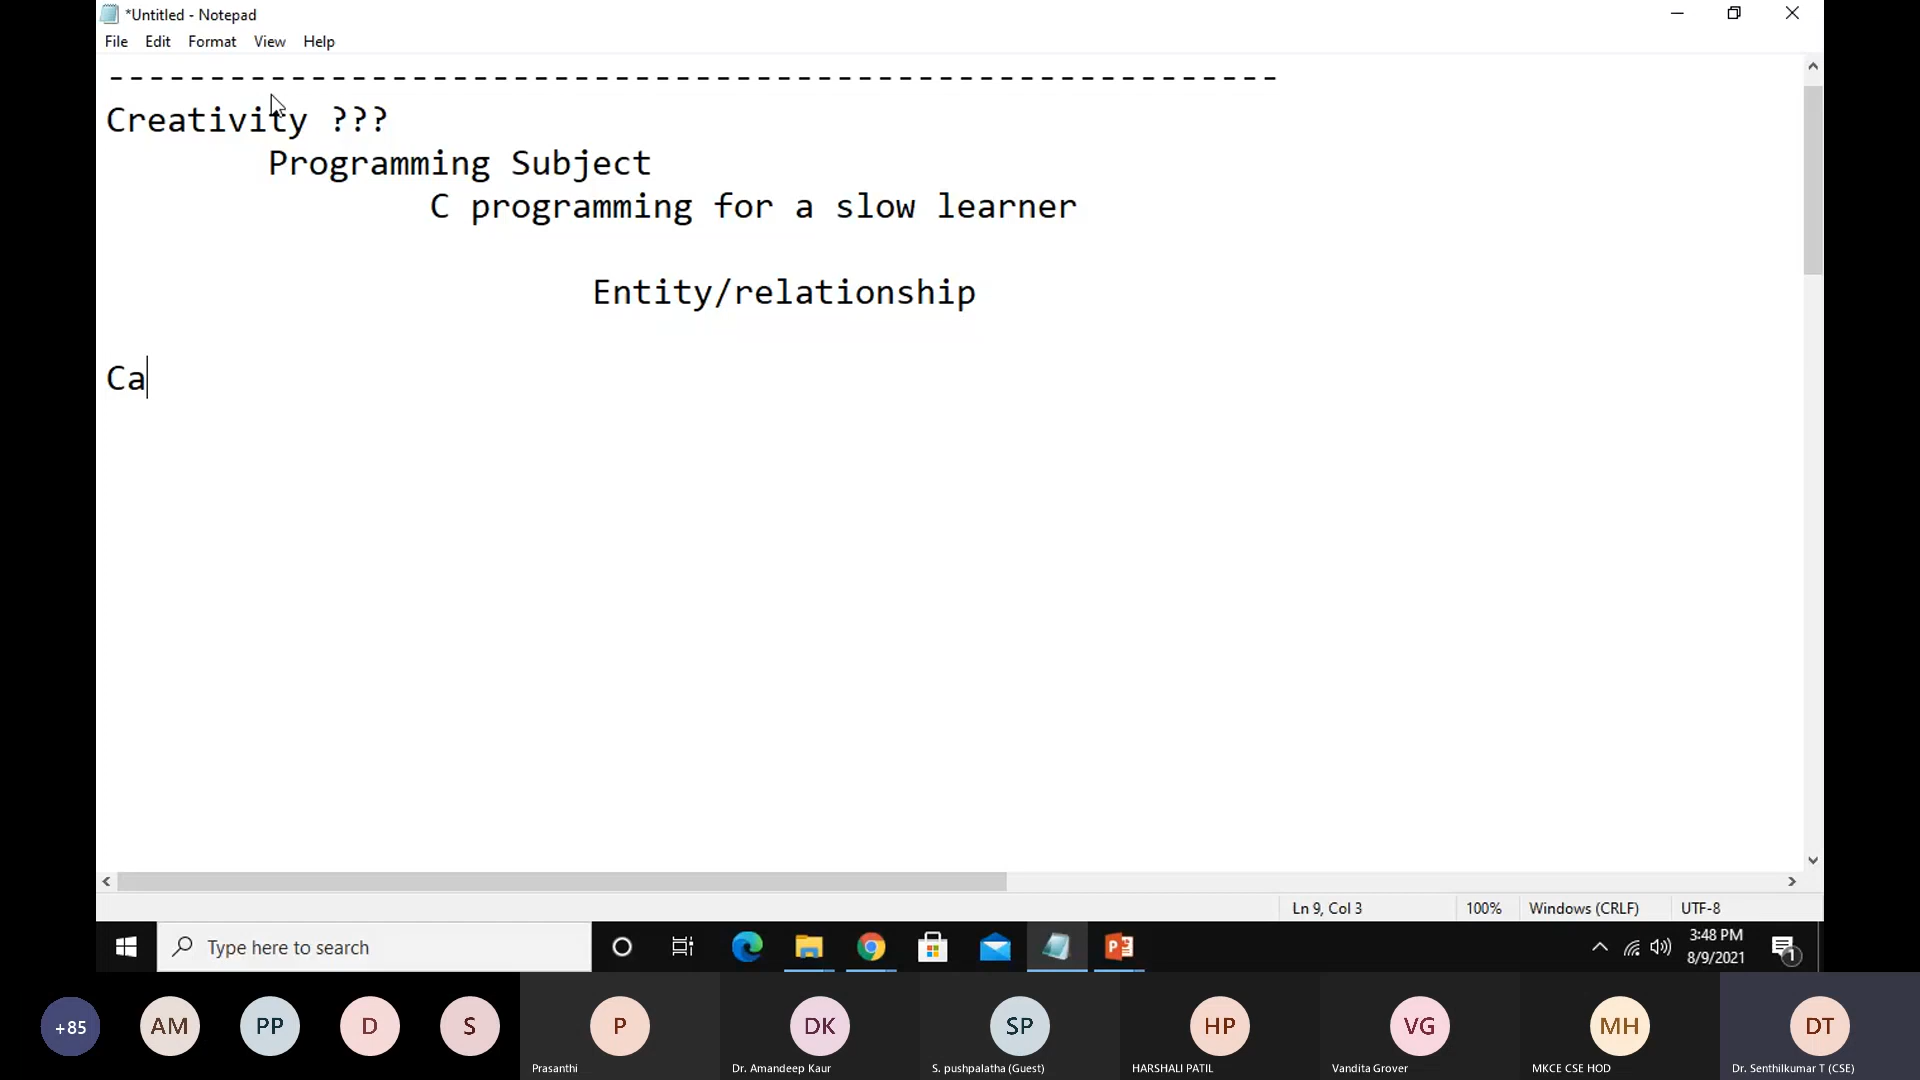 *Untitled - Notepad
File Edit Format View Help
----------------------------------------------------------
Creativity ???
Programming Subject
C programming for a slow learner
Entity/relationship
Ca
Ln 9, Col 3 100% Windows (CRLF) UTF-8
Type here to search
3:48 PM
8/9/2021
1
+85 AM PP D S P DK SP HP VG MH DT
Prasanthi Dr. Amandeep Kaur S. pushpalatha (Guest) HARSHALI PATIL Vandita Grover MKCE CSE HOD Dr. Senthilkumar T (CSE)